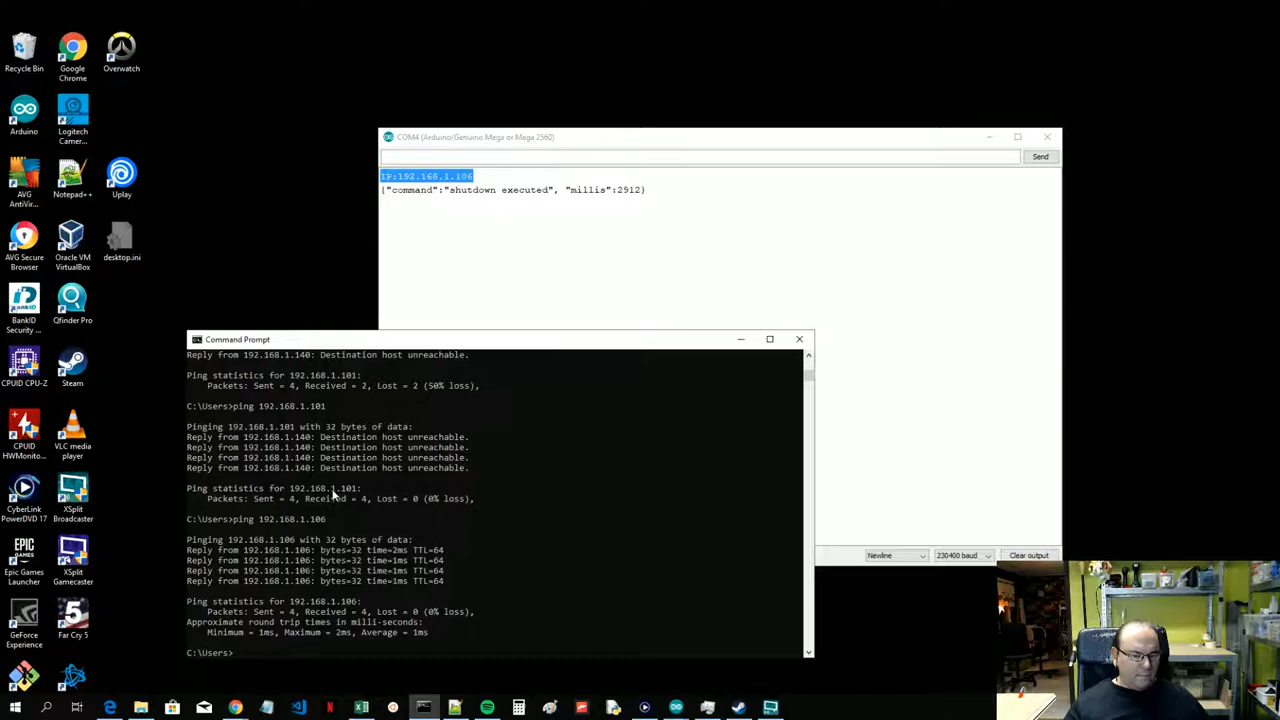 Recycle Bin
Google Chrome
Overwatch
Arduino
Logitech Camer...
AVG AntiVir...
Notepad++
Uplay
AVG Secure Browser
Oracle VM VirtualBox
desktop.ini
BankID Security ...
Qfinder Pro
CPUID CPU-Z
Steam
CPUID HWMonitor
VLC media player
CyberLink PowerDVD 17
XSplit Broadcaster
Epic Games Launcher
XSplit Gamecaster
GeForce Experience
5
Far Cry 5
COM4 (Arduino/Genuino Mega or Mega 2560)
Send
IP:192.168.1.106
{"command":"shutdown executed", "millis":2912}
Newline
230400 baud
Clear output
Command Prompt
Reply from 192.168.1.140: Destination host unreachable.
Ping statistics for 192.168.1.101:
Packets: Sent = 4, Received = 2, Lost = 2 (50% loss),
C:\Users>ping 192.168.1.101
Pinging 192.168.1.101 with 32 bytes of data:
Reply from 192.168.1.140: Destination host unreachable.
Reply from 192.168.1.140: Destination host unreachable.
Reply from 192.168.1.140: Destination host unreachable.
Reply from 192.168.1.140: Destination host unreachable.
Ping statistics for 192.168.1.101:
Packets: Sent = 4, Received = 4, Lost = 0 (0% loss),
C:\Users>ping 192.168.1.106
Pinging 192.168.1.106 with 32 bytes of data:
Reply from 192.168.1.106: bytes=32 time=2ms TTL=64
Reply from 192.168.1.106: bytes=32 time=1ms TTL=64
Reply from 192.168.1.106: bytes=32 time=1ms TTL=64
Reply from 192.168.1.106: bytes=32 time=1ms TTL=64
Ping statistics for 192.168.1.106:
Packets: Sent = 4, Received = 4, Lost = 0 (0% loss),
Approximate round trip times in milli-seconds:
Minimum = 1ms, Maximum = 2ms, Average = 1ms
C:\Users>